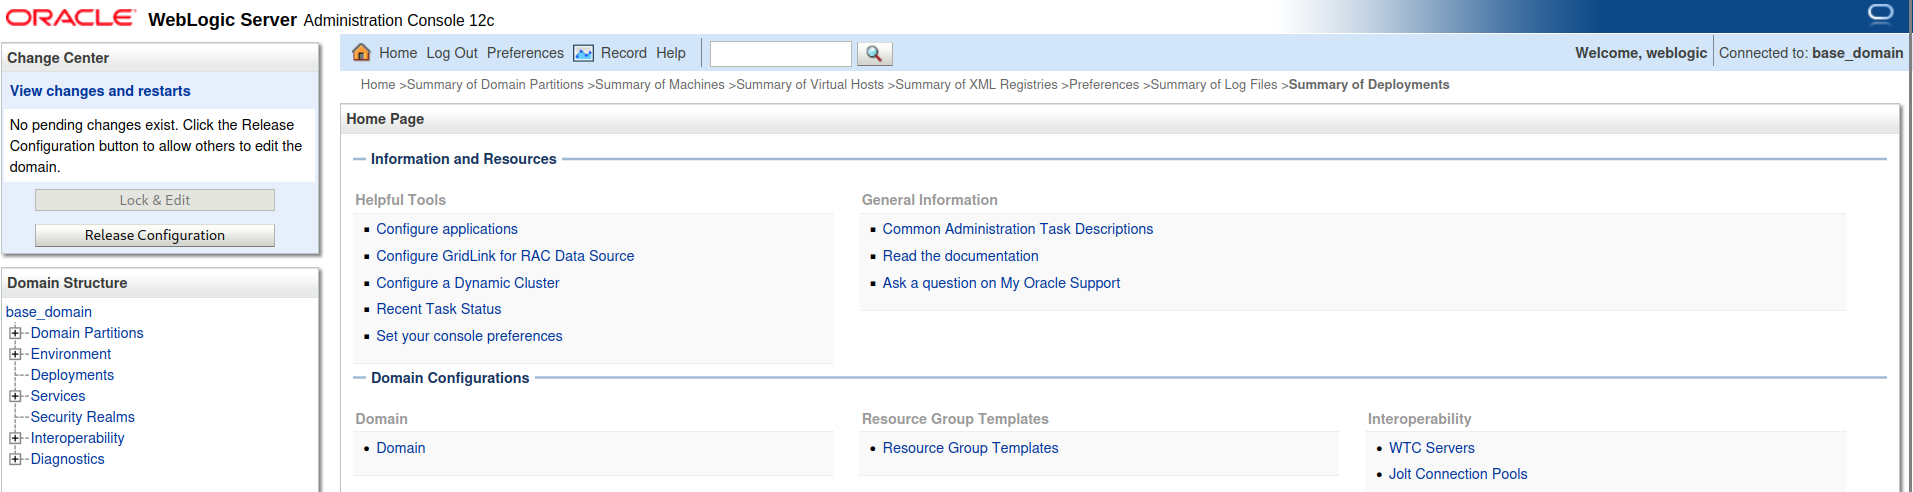 ORACLE WebLogic Server Administration Console 12c
Change Center
View changes and restarts
No pending changes exist. Click the Release
Configuration button to allow others to edit the
domain.
Lock & Edit
Release Configuration
Domain Structure
base_domain
Domain Partitions
Environment
Deployments
Services
Security Realms
Interoperability
Diagnostics
Home Log Out Preferences Record Help
Welcome, weblogic Connected to: base_domain
Home >Summary of Domain Partitions >Summary of Machines >Summary of Virtual Hosts >Summary of XML Registries >Preferences >Summary of Log Files >Summary of Deployments
Home Page
Information and Resources
Helpful Tools
Configure applications
Configure GridLink for RAC Data Source
Configure a Dynamic Cluster
Recent Task Status
Set your console preferences
General Information
Common Administration Task Descriptions
Read the documentation
Ask a question on My Oracle Support
Domain Configurations
Domain
Domain
Resource Group Templates
Resource Group Templates
Interoperability
WTC Servers
Jolt Connection Pools